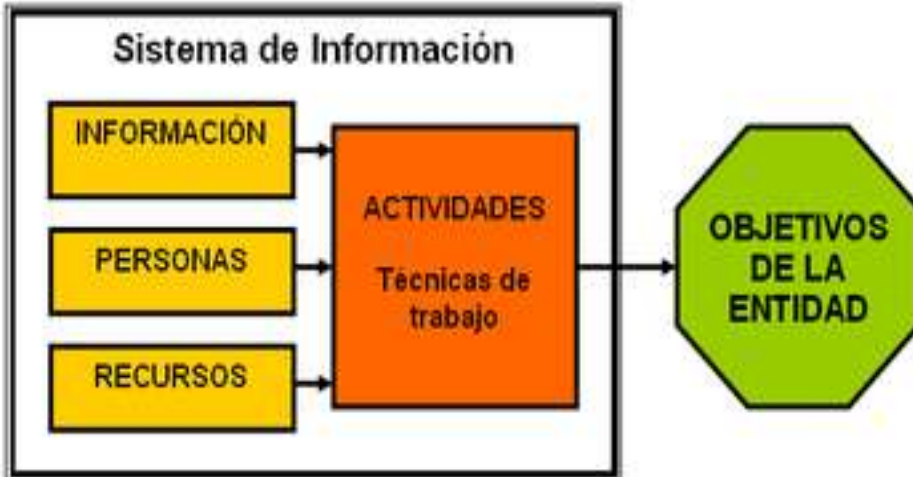 Sistema de Información
INFORMACIÓN
PERSONAS
RECURSOS
ACTIVIDADES
Técnicas de
trabajo
OBJETIVOS
DE LA
ENTIDAD